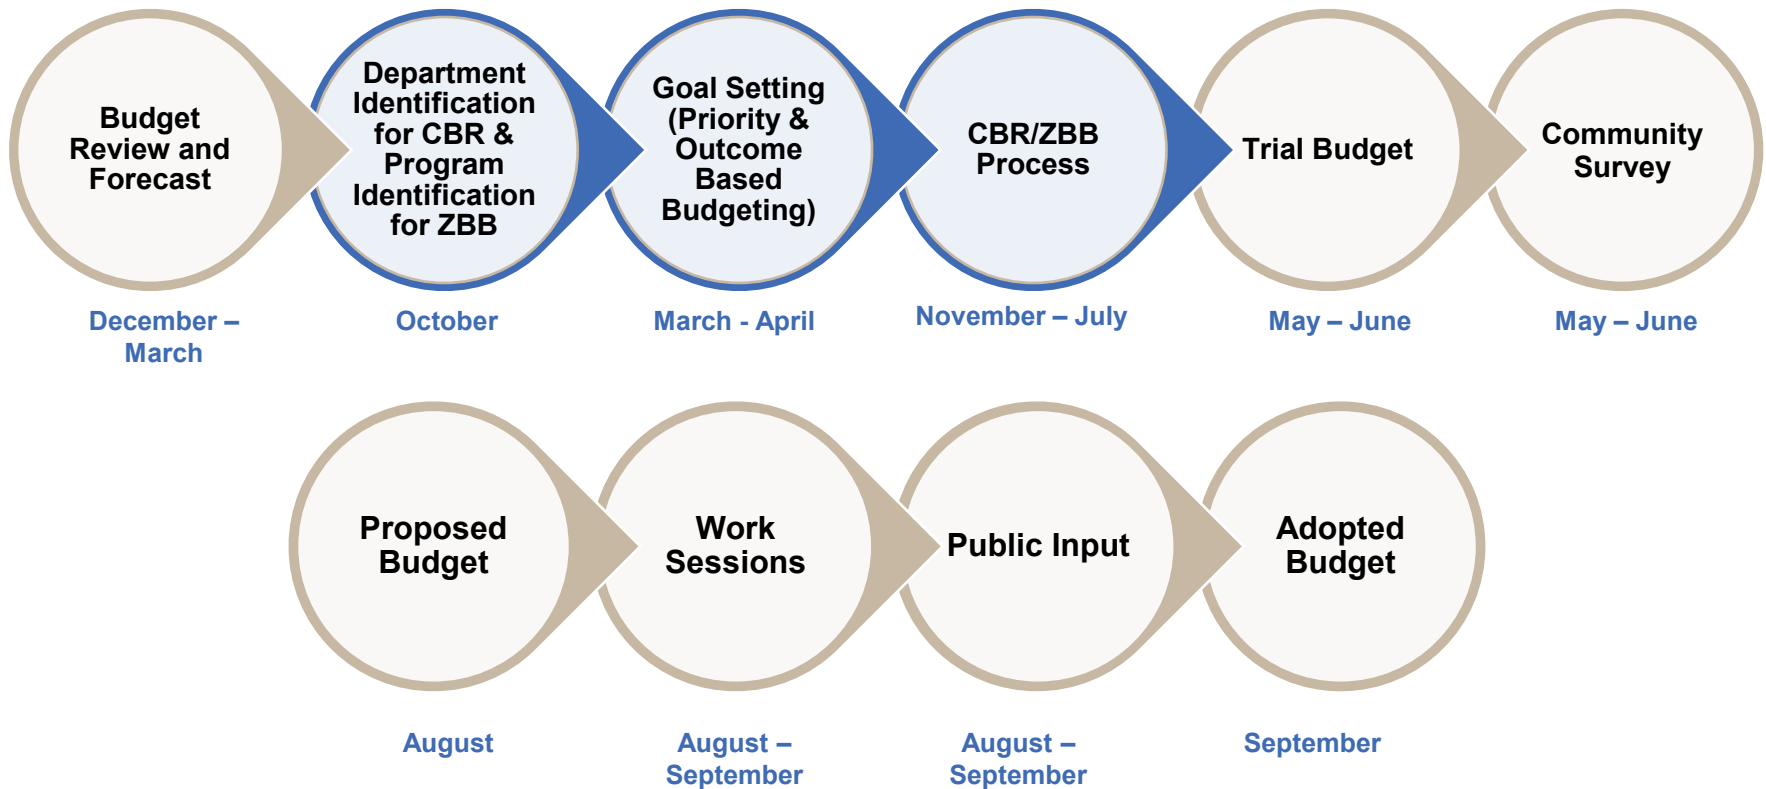 Budget
Review and
Forecast
Department
Identification
for CBR &
Program
Identification
for ZBB
Goal Setting
(Priority &
Outcome
Based
Budgeting)
CBR/ZBB
Process
Trial Budget
Community
Survey
December –
March
October
March - April
November – July
May – June
May – June
Proposed
Budget
Work
Sessions
Public Input
Adopted
Budget
August
August –
September
August –
September
September